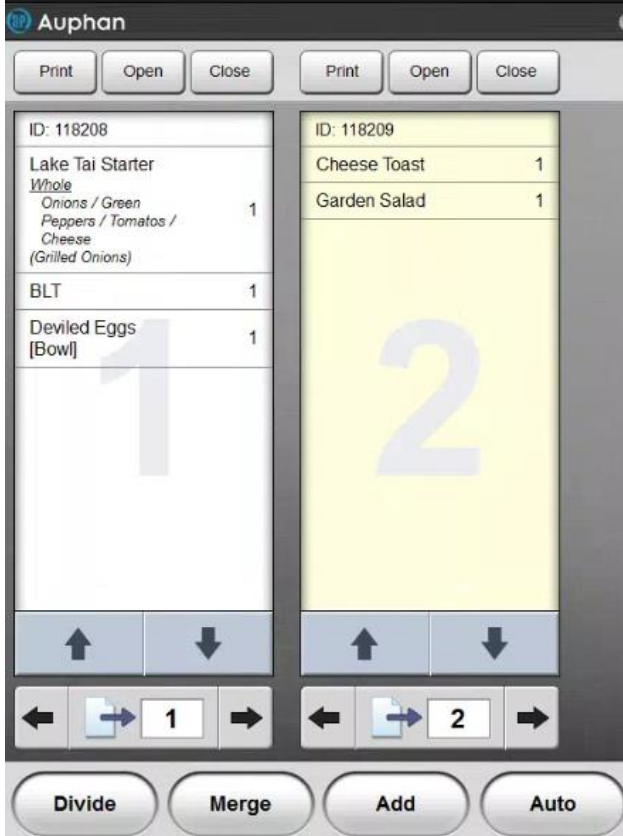 Auphan
Print Open Close
Print Open Close
ID: 118208
Lake Tai Starter
Whole
Onions / Green
Peppers / Tomatos / 1
Cheese
(Grilled Onions)
BLT 1
Deviled Eggs
[Bowl] 1
1
1
ID: 118209
Cheese Toast 1
Garden Salad 1
2
2
Divide Merge Add Auto